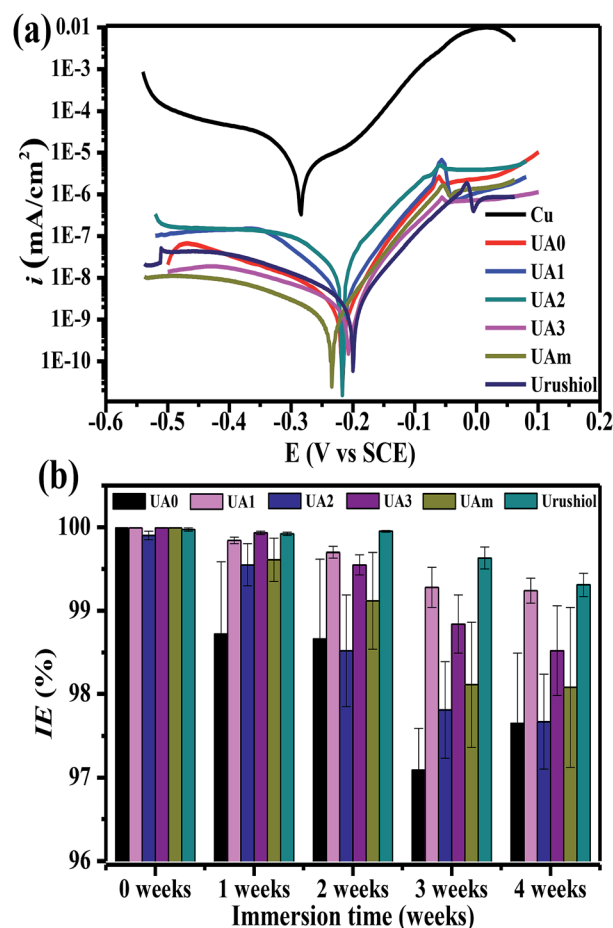 (a)
0.01
1E-3
1E-4
1E-5
1E-6
1E-7
1E-8
1E-9
1E-10
i (mA/cm²)
Cu
UA0
UA1
UA2
UA3
UAm
Urushiol
-0.6 -0.5 -0.4 -0.3 -0.2 -0.1 0.0 0.1 0.2
E (V vs SCE)
(b)
UA0 UA1 UA2 UA3 UAm Urushiol
100
99
98
97
96
IE (%)
0 weeks 1 weeks 2 weeks 3 weeks 4 weeks
Immersion time (weeks)